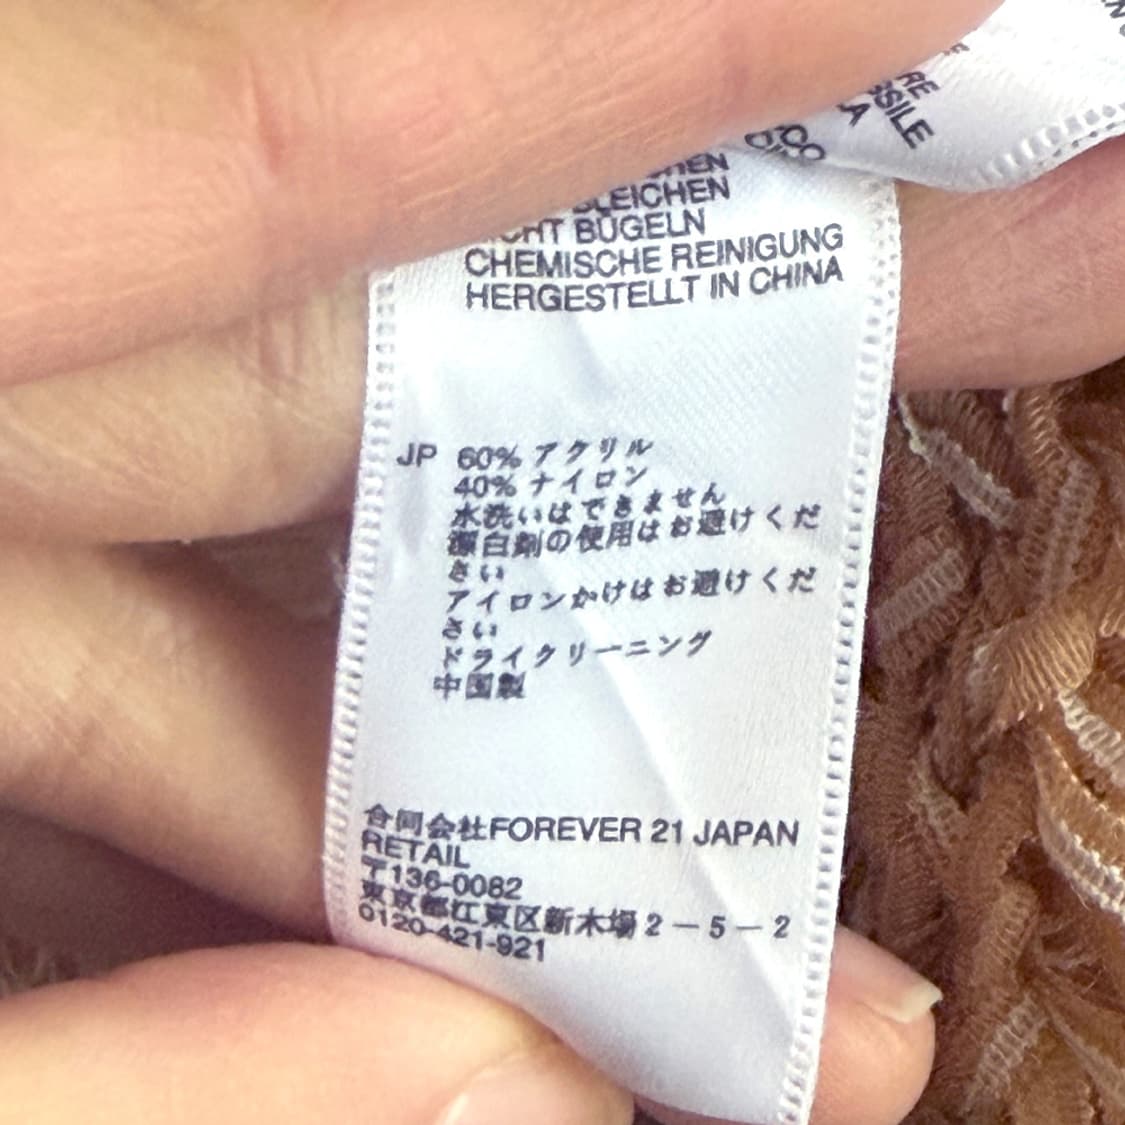 RE
SSILE
BLEICHEN
NICHT BÜGELN
CHEMISCHE REINIGUNG
HERGESTELLT IN CHINA
JP 60% アクリル
40% ナイロン
水洗いはできません
漂白剤の使用はお避けくだ
さい
アイロンかけはお避けくだ
さい
ドライクリーニング
中国製
合同会社FOREVER 21 JAPAN
RETAIL
〒136-0082
東京都江東区新木場2-5-2
0120-421-921